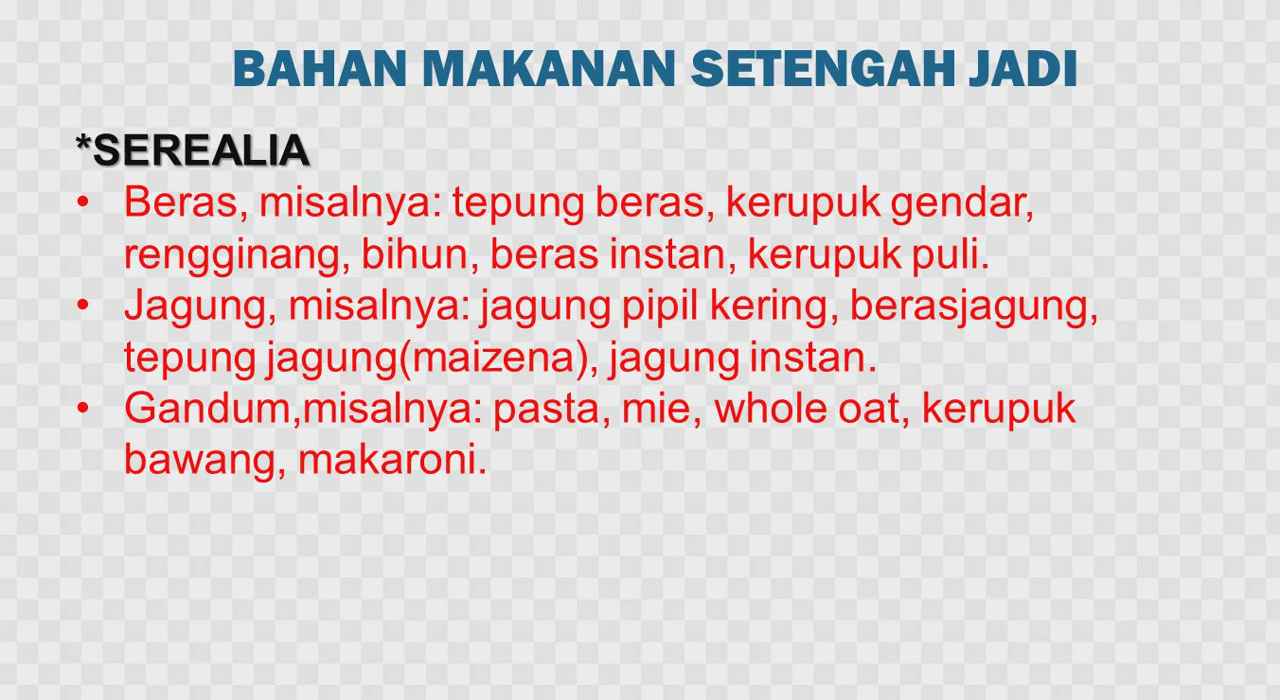 BAHAN MAKANAN SETENGAH JADI
*SEREALIA
• Beras, misalnya: tepung beras, kerupuk gendar,
rengginang, bihun, beras instan, kerupuk puli.
• Jagung, misalnya: jagung pipil kering, berasjagung,
tepung jagung(maizena), jagung instan.
• Gandum,misalnya: pasta, mie, whole oat, kerupuk
bawang, makaroni.